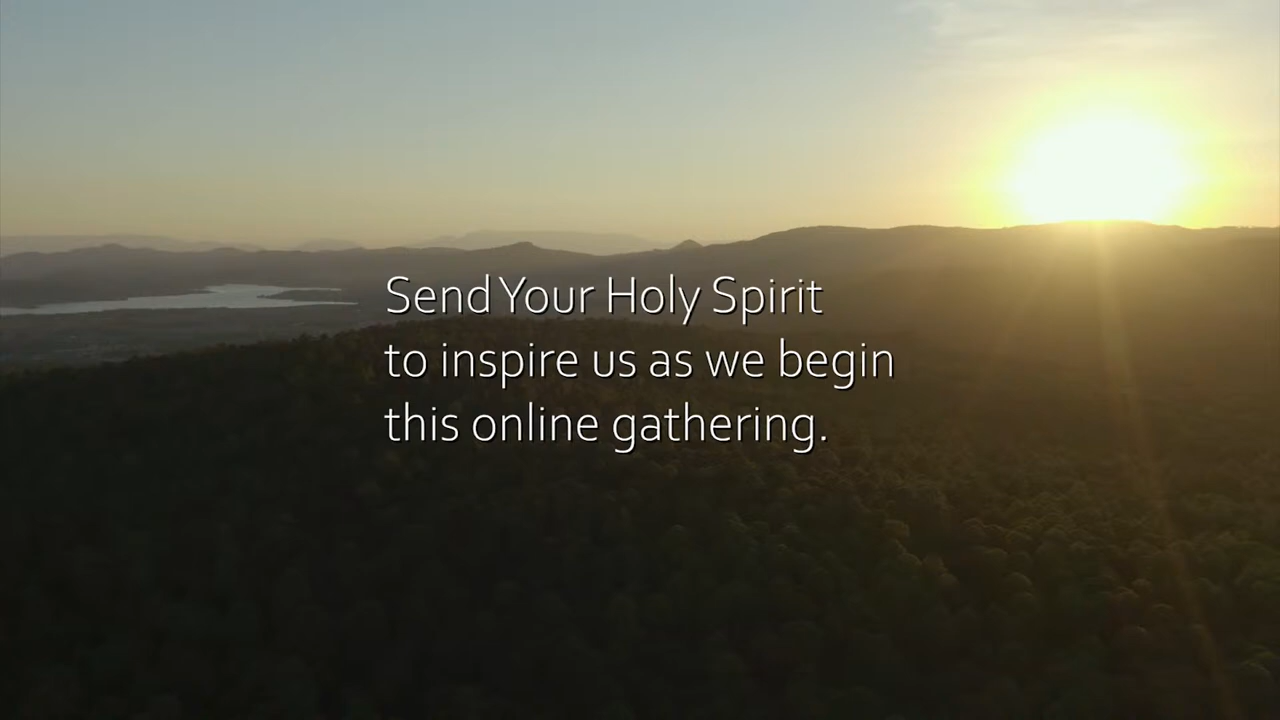 Send Your Holy Spirit
to inspire us as we begin
this online gathering.